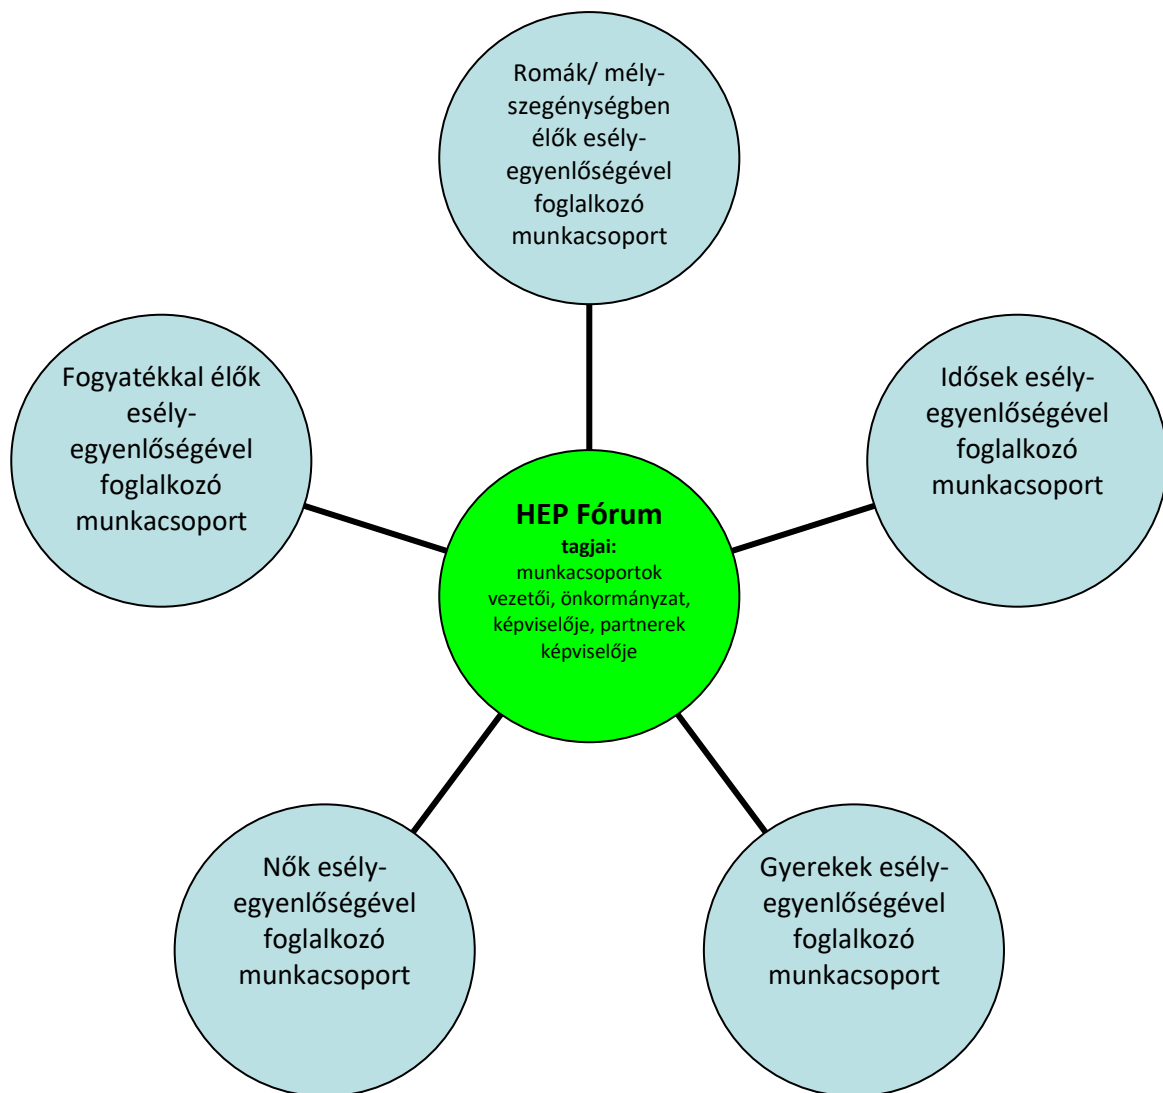 Romák/ mély-
szegénységben
élők esély-
egyenlőségével
foglalkozó
munkacsoport
Fogyatékkal élők
esély-
egyenlőségével
foglalkozó
munkacsoport
Idősek esély-
egyenlőségével
foglalkozó
munkacsoport
HEP Fórum
tagjai:
munkacsoportok
vezetői, önkormányzat,
képviselője, partnerek
képviselője
Nők esély-
egyenlőségével
foglalkozó
munkacsoport
Gyerekek esély-
egyenlőségével
foglalkozó
munkacsoport